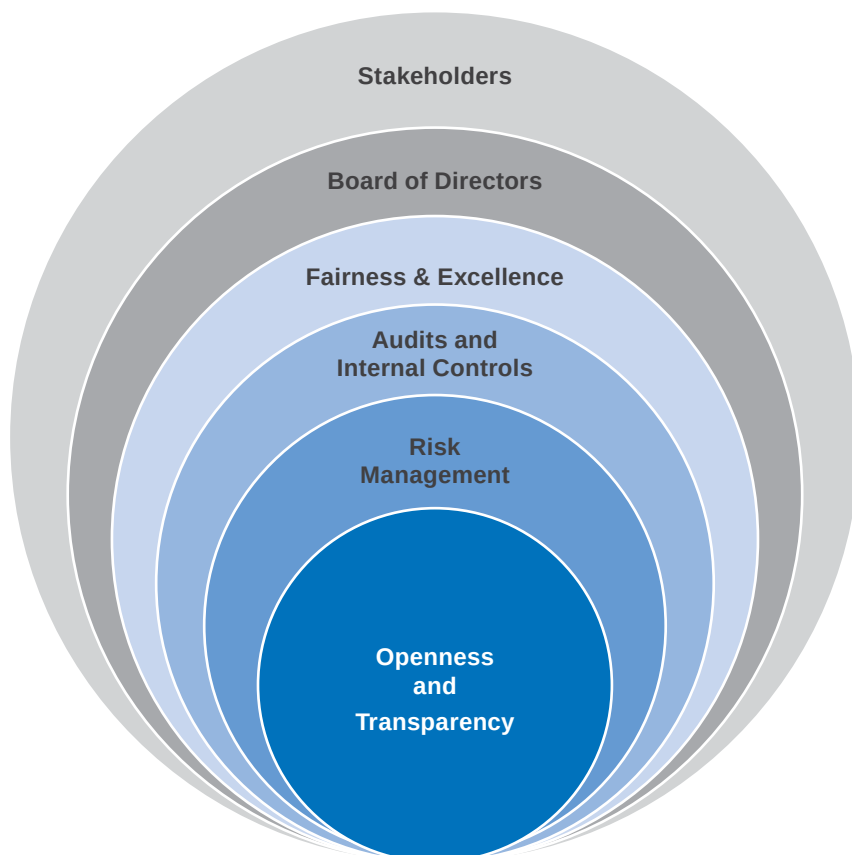 Stakeholders
Board of Directors
Fairness & Excellence
Audits and
Internal Controls
Risk
Management
Openness
and
Transparency